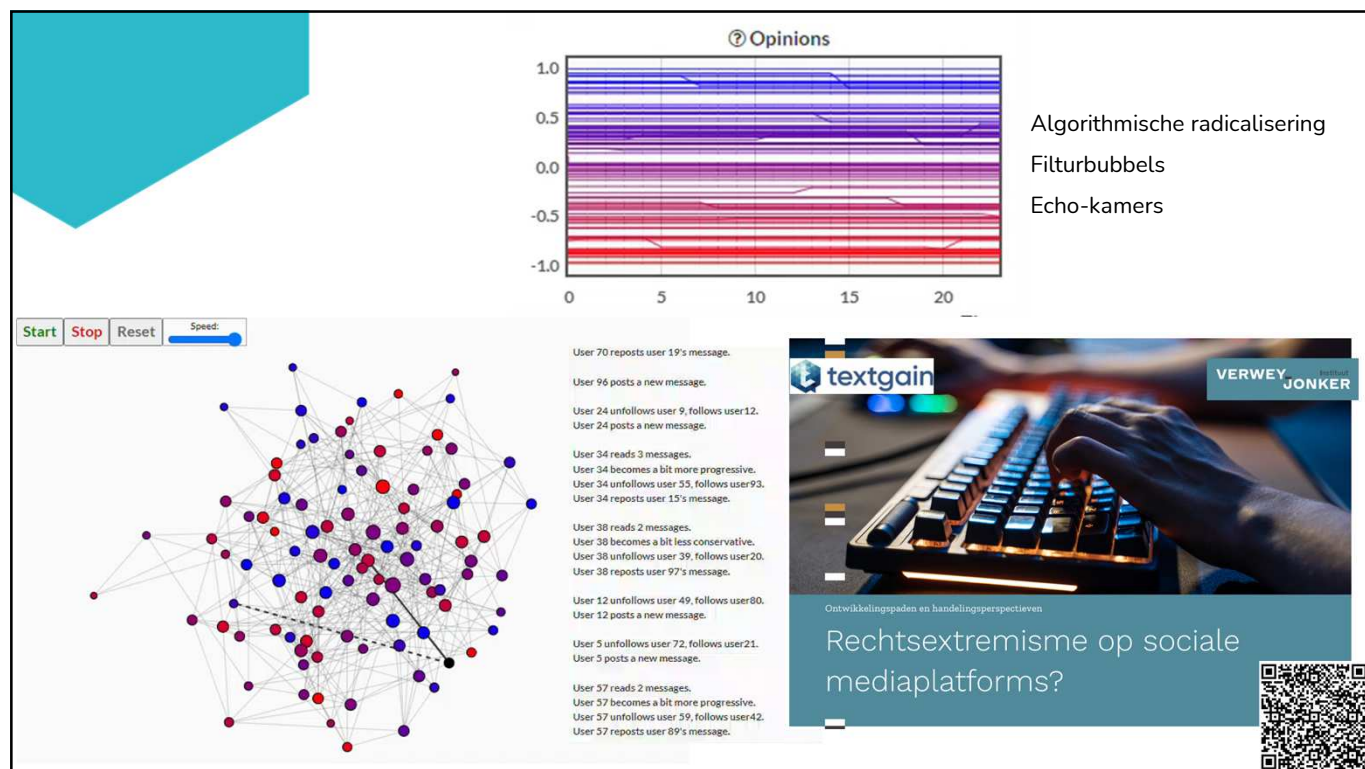 Opinions
1.0
0.5
0.0
-0.5
-1.0
0 5 10 15 20
Algorithmische radicalisering
Filturbubbels
Echo-kamers
Start Stop Reset Speed:
User 70 reposts user 19's message.
User 96 posts a new message.
User 24 unfollows user 9, follows user12.
User 24 posts a new message.
User 34 reads 3 messages.
User 34 becomes a bit more progressive.
User 34 unfollows user 55, follows user93.
User 34 reposts user 15's message.
User 38 reads 2 messages.
User 38 becomes a bit less conservative.
User 38 unfollows user 39, follows user20.
User 38 reposts user 97's message.
User 12 unfollows user 49, follows user80.
User 12 posts a new message.
User 5 unfollows user 72, follows user21.
User 5 posts a new message.
User 57 reads 2 messages.
User 57 becomes a bit more progressive.
User 57 unfollows user 59, follows user42.
User 57 reposts user 89's message.
textgain
VERWEY JONKER Instituut
Ontwikkelingspaden en handelingsperspectieven
Rechtsextremisme op sociale
mediaplatforms?